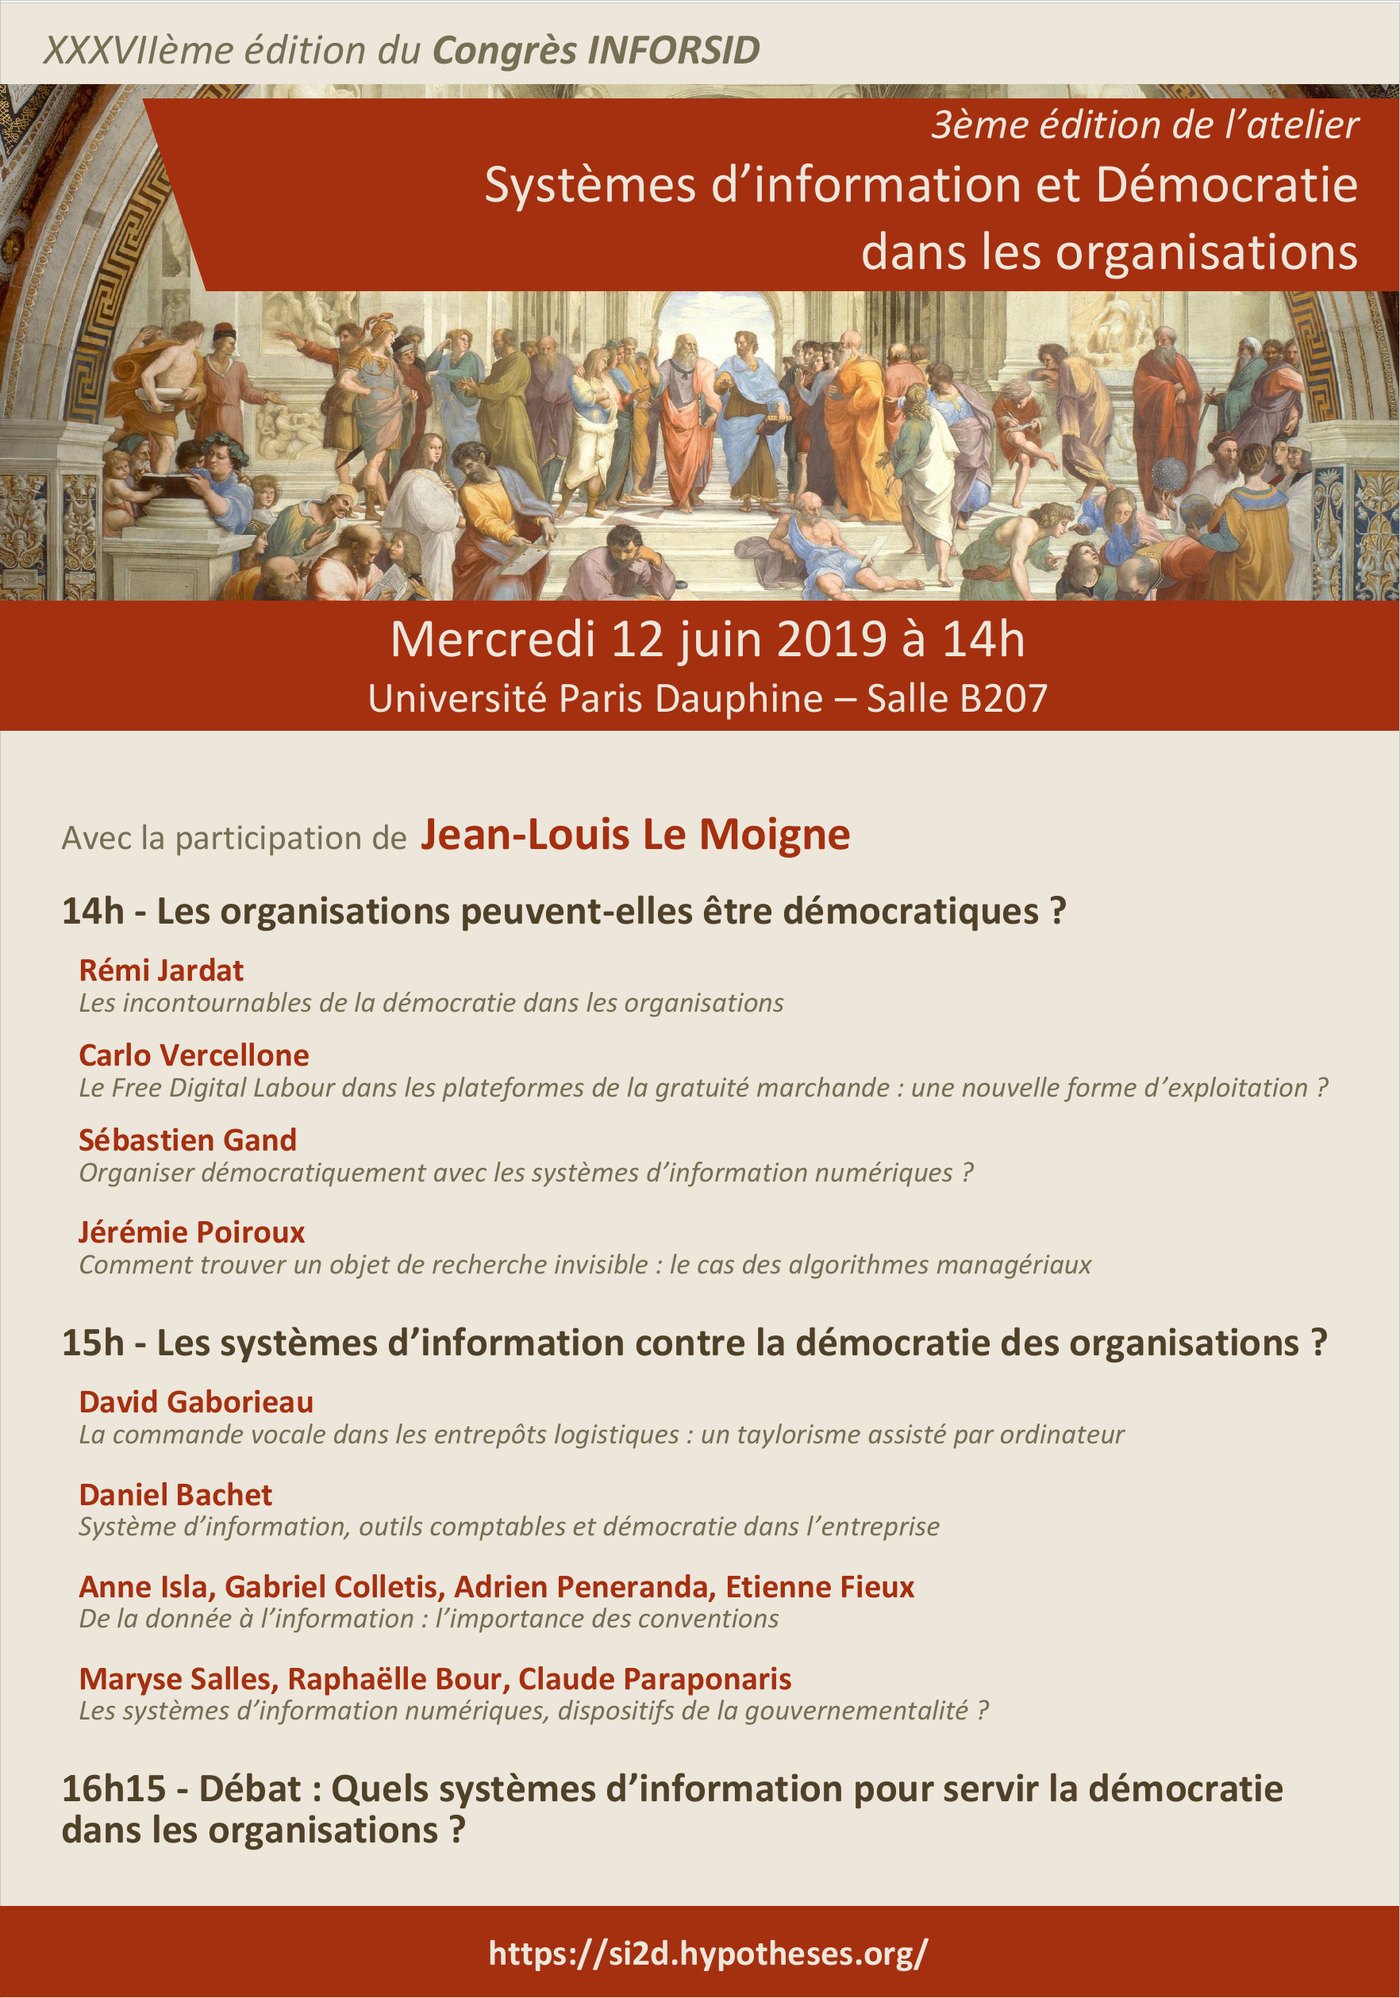 XXXVIIème édition du Congrès INFORSID
3ème édition de l’atelier
Systèmes d’information et Démocratie
dans les organisations
Mercredi 12 juin 2019 à 14h
Université Paris Dauphine – Salle B207
Avec la participation de Jean-Louis Le Moigne
14h - Les organisations peuvent-elles être démocratiques ?
Rémi Jardat
Les incontournables de la démocratie dans les organisations
Carlo Vercellone
Le Free Digital Labour dans les plateformes de la gratuité marchande : une nouvelle forme d’exploitation ?
Sébastien Gand
Organiser démocratiquement avec les systèmes d’information numériques ?
Jérémie Poiroux
Comment trouver un objet de recherche invisible : le cas des algorithmes managériaux
15h - Les systèmes d’information contre la démocratie des organisations ?
David Gaborieau
La commande vocale dans les entrepôts logistiques : un taylorisme assisté par ordinateur
Daniel Bachet
Système d’information, outils comptables et démocratie dans l’entreprise
Anne Isla, Gabriel Colletis, Adrien Peneranda, Etienne Fieux
De la donnée à l’information : l’importance des conventions
Maryse Salles, Raphaëlle Bour, Claude Paraponaris
Les systèmes d’information numériques, dispositifs de la gouvernementalité ?
16h15 - Débat : Quels systèmes d’information pour servir la démocratie
dans les organisations ?
https://si2d.hypotheses.org/